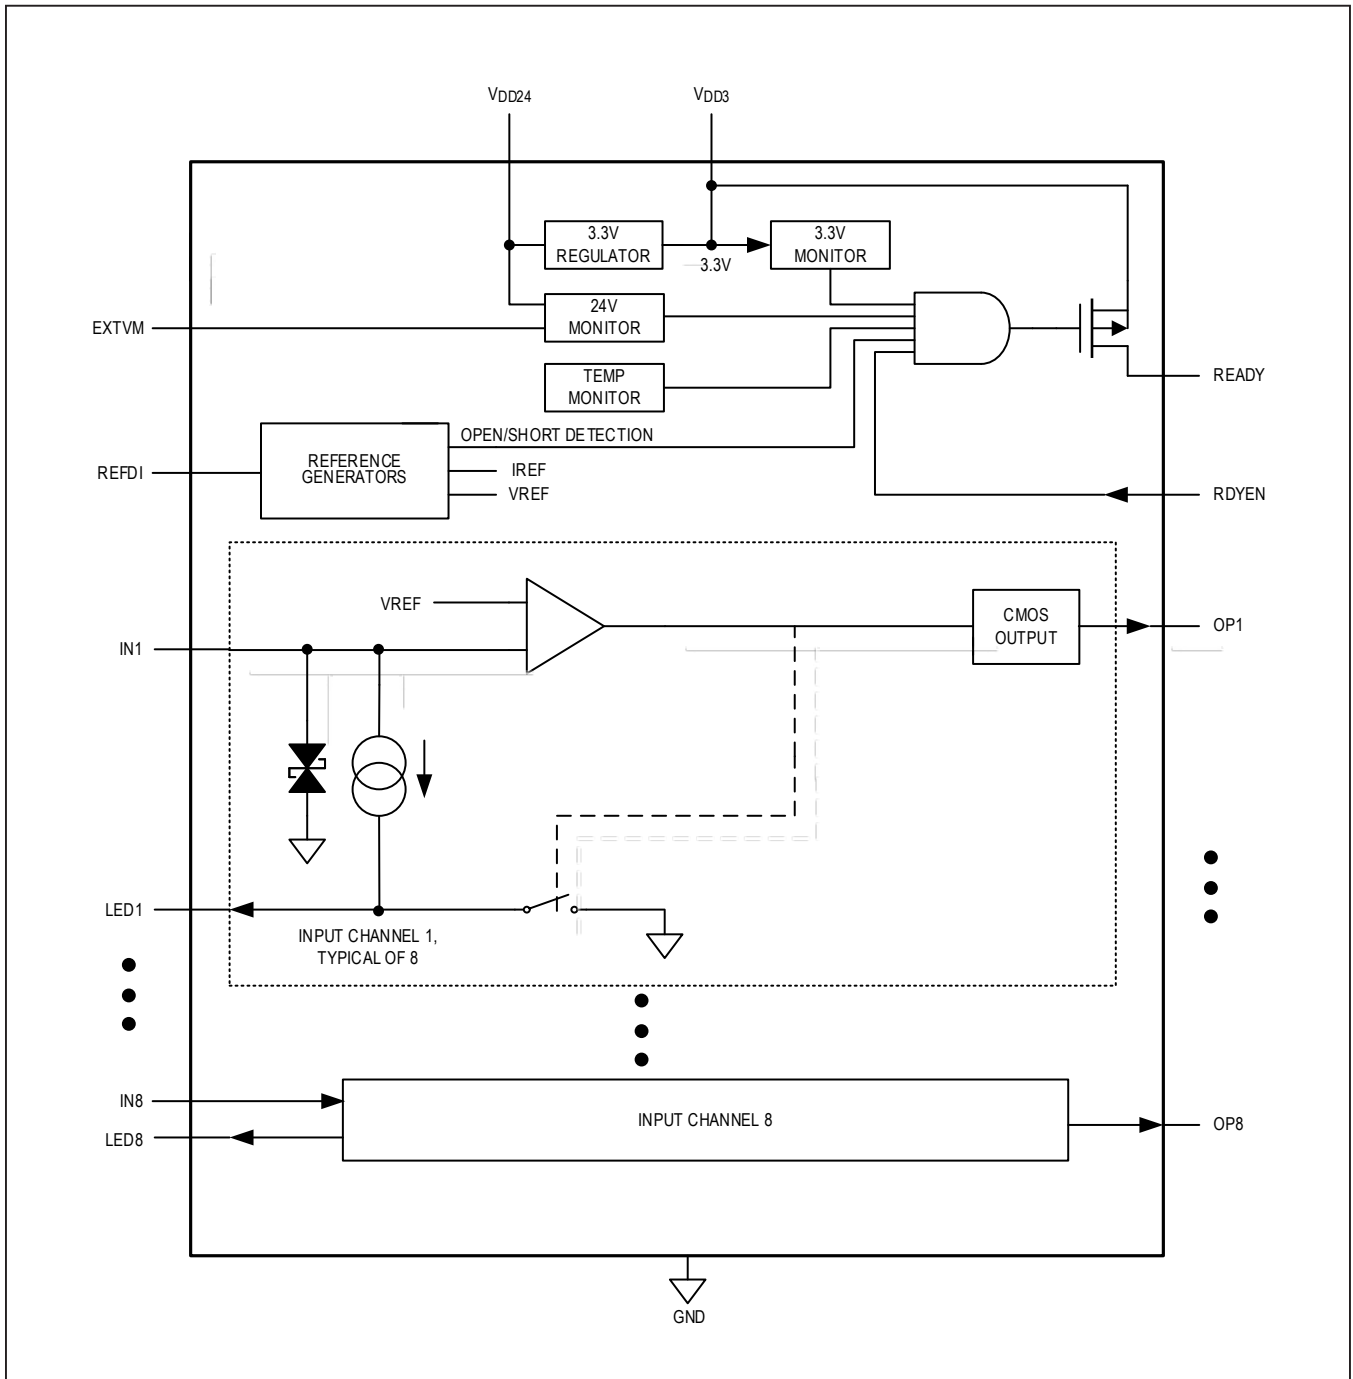 VDD24
VDD3
3.3V
REGULATOR
3.3V
3.3V
MONITOR
EXTVM
24V
MONITOR
TEMP
MONITOR
READY
OPEN/SHORT DETECTION
REFDI
REFERENCE
GENERATORS
IREF
VREF
RDYEN
VREF
CMOS
OUTPUT
OP1
IN1
LED1
INPUT CHANNEL 1,
TYPICAL OF 8
IN8
LED8
INPUT CHANNEL 8
OP8
GND